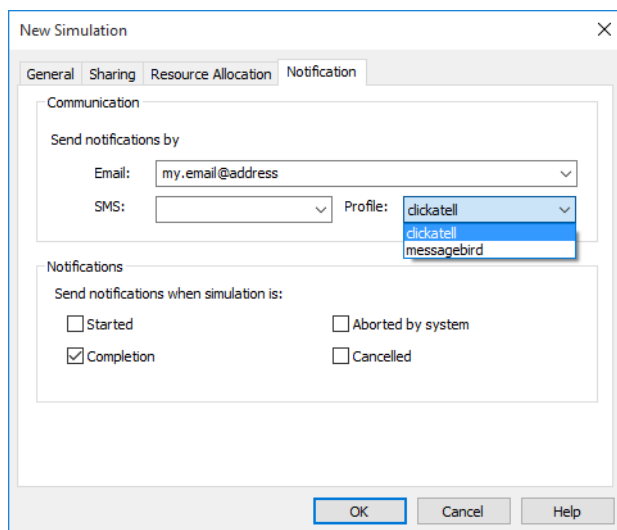 New Simulation
General Sharing Resource Allocation Notification
Communication
Send notifications by
Email: my.email@address
SMS: Profile: clickatell
clickatell
messagebird
Notifications
Send notifications when simulation is:
Started Aborted by system
Completion Cancelled
OK Cancel Help